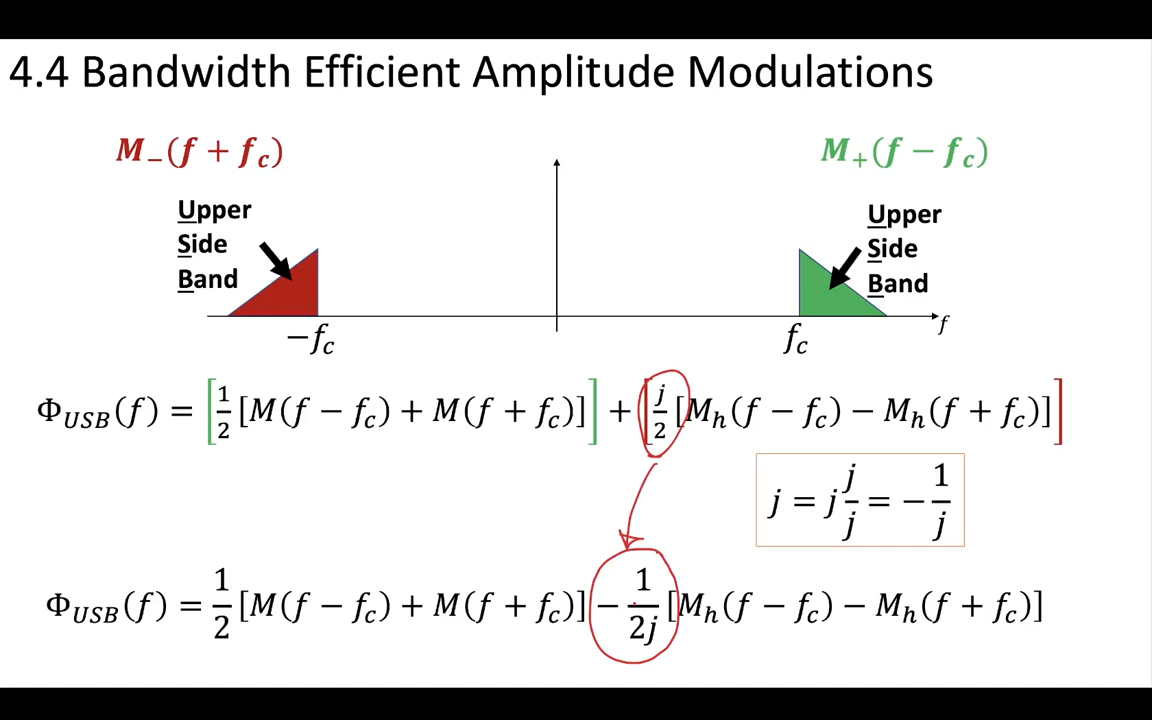 4.4 Bandwidth Efficient Amplitude Modulations
M₋(f + f_c)
M₊(f − f_c)
Upper
Side
Band
Upper
Side
Band
−f_c
f_c
f
Φ_USB(f) = [1/2 [M(f − f_c) + M(f + f_c)]] + [j/2 [M_h(f − f_c) − M_h(f + f_c)]]
j = j j/j = − 1/j
Φ_USB(f) = 1/2 [M(f − f_c) + M(f + f_c)] − 1/2j [M_h(f − f_c) − M_h(f + f_c)]